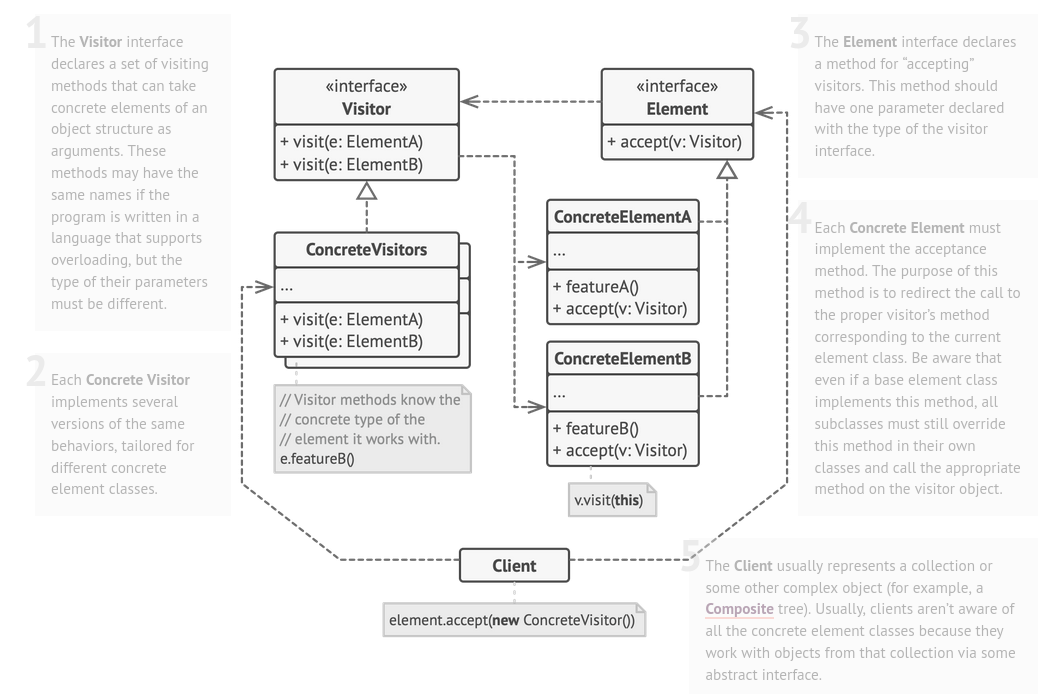 1
The Visitor interface
declares a set of visiting
methods that can take
concrete elements of an
object structure as
arguments. These
methods may have the
same names if the
program is written in a
language that supports
overloading, but the
type of their parameters
must be different.
2
Each Concrete Visitor
implements several
versions of the same
behaviors, tailored for
different concrete
element classes.
«interface»
Visitor
+ visit(e: ElementA)
+ visit(e: ElementB)
ConcreteVisitors
...
+ visit(e: ElementA)
+ visit(e: ElementB)
// Visitor methods know the
// concrete type of the
// element it works with.
e.featureB()
«interface»
Element
+ accept(v: Visitor)
ConcreteElementA
...
+ featureA()
+ accept(v: Visitor)
ConcreteElementB
...
+ featureB()
+ accept(v: Visitor)
v.visit(this)
Client
element.accept(new ConcreteVisitor())
3
The Element interface declares
a method for “accepting”
visitors. This method should
have one parameter declared
with the type of the visitor
interface.
4
Each Concrete Element must
implement the acceptance
method. The purpose of this
method is to redirect the call to
the proper visitor’s method
corresponding to the current
element class. Be aware that
even if a base element class
implements this method, all
subclasses must still override
this method in their own
classes and call the appropriate
method on the visitor object.
5
The Client usually represents a collection or
some other complex object (for example, a
Composite tree). Usually, clients aren’t aware of
all the concrete element classes because they
work with objects from that collection via some
abstract interface.